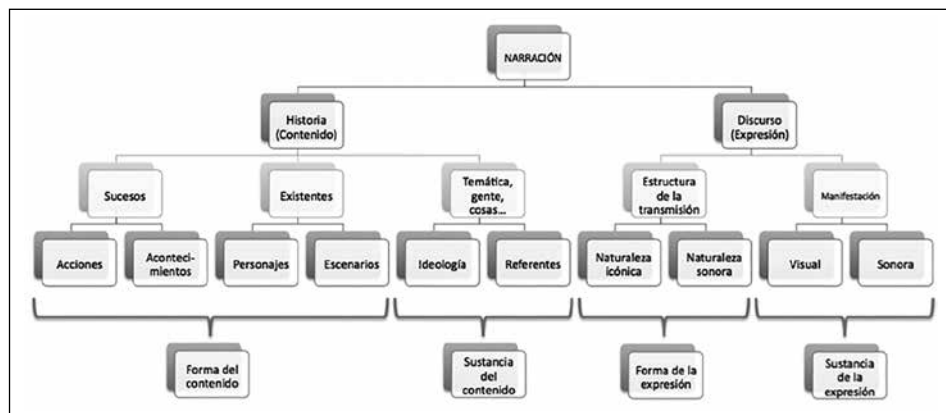 NARRACIÓN
Historia
(Contenido)
Discurso
(Expresión)
Sucesos
Existentes
Temática,
gente,
cosas...
Estructura
de la
transmisión
Manifestación
Acciones
Aconteci-
mientos
Personajes
Escenarios
Ideología
Referentes
Naturaleza
icónica
Naturaleza
sonora
Visual
Sonora
Forma del
contenido
Sustancia
del
contenido
Forma de la
expresión
Sustancia
de la
expresión